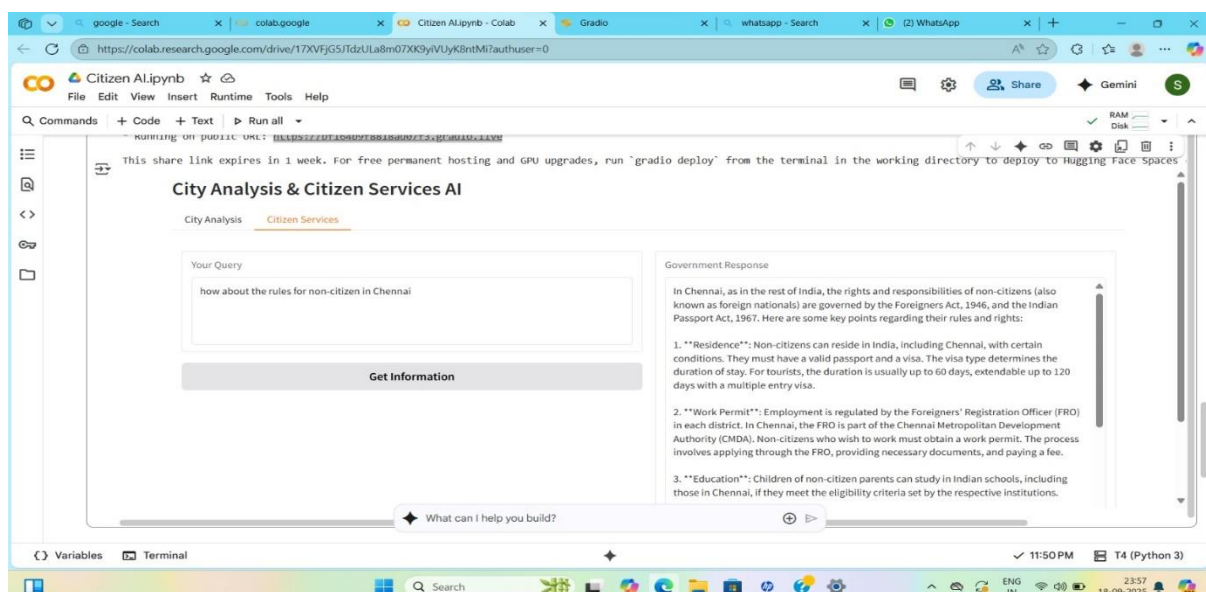 google - Search
colab.google
Citizen AI.ipynb - Colab
Gradio
whatsapp - Search
(2) WhatsApp
https://colab.research.google.com/drive/17XVFjG5JTdzULa8m07XK9yiVUyK8ntMi?authuser=0
Citizen AI.ipynb
Share
Gemini
S
File Edit View Insert Runtime Tools Help
Commands + Code + Text Run all
RAM
Disk
* Running on public URL:
This share link expires in 1 week. For free permanent hosting and GPU upgrades, run `gradio deploy` from the terminal in the working directory to deploy to Hugging Face Spaces
City Analysis & Citizen Services AI
City Analysis Citizen Services
Your Query
how about the rules for non-citizen in Chennai
Get Information
Government Response
In Chennai, as in the rest of India, the rights and responsibilities of non-citizens (also
known as foreign nationals) are governed by the Foreigners Act, 1946, and the Indian
Passport Act, 1967. Here are some key points regarding their rules and rights:
1. **Residence**: Non-citizens can reside in India, including Chennai, with certain
conditions. They must have a valid passport and a visa. The visa type determines the
duration of stay. For tourists, the duration is usually up to 60 days, extendable up to 120
days with a multiple entry visa.
2. **Work Permit**: Employment is regulated by the Foreigners' Registration Officer (FRO)
in each district. In Chennai, the FRO is part of the Chennai Metropolitan Development
Authority (CMDA). Non-citizens who wish to work must obtain a work permit. The process
involves applying through the FRO, providing necessary documents, and paying a fee.
3. **Education**: Children of non-citizen parents can study in Indian schools, including
those in Chennai, if they meet the eligibility criteria set by the respective institutions.
What can I help you build?
Variables Terminal
11:50 PM T4 (Python 3)
Search
ENG
IN
23:57
18-09-2025